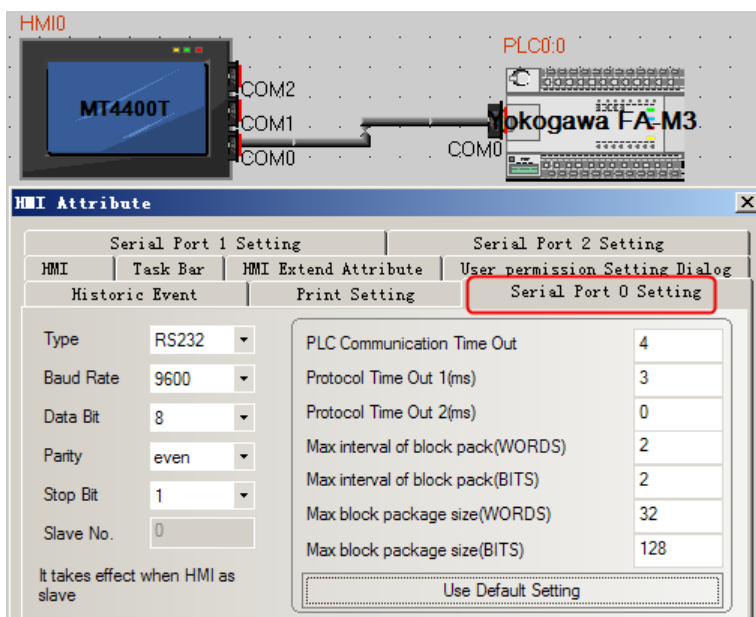 HMI0
PLC0:0
MT4400T
COM2
COM1
COM0
COM0
Yokogawa FA-M3
HMI Attribute
Serial Port 1 Setting
Serial Port 2 Setting
HMI
Task Bar
HMI Extend Attribute
User permission Setting Dialog
Historic Event
Print Setting
Serial Port 0 Setting
Type
RS232
Baud Rate
9600
Data Bit
8
Parity
even
Stop Bit
1
Slave No.
0
It takes effect when HMI as
slave
PLC Communication Time Out
4
Protocol Time Out 1(ms)
3
Protocol Time Out 2(ms)
0
Max interval of block pack(WORDS)
2
Max interval of block pack(BITS)
2
Max block package size(WORDS)
32
Max block package size(BITS)
128
Use Default Setting